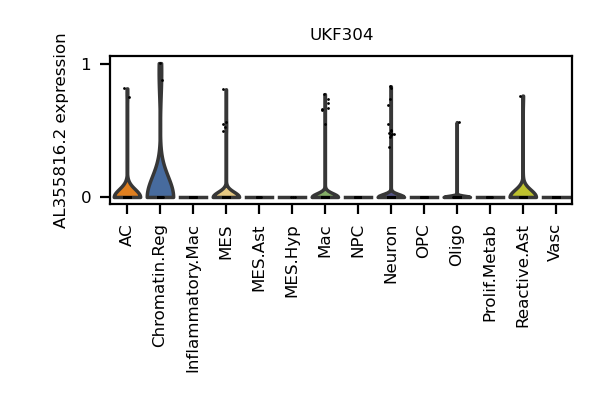 UKF304
AL355816.2 expression
1
0
AC
Chromatin.Reg
Inflammatory.Mac
MES
MES.Ast
MES.Hyp
Mac
NPC
Neuron
OPC
Oligo
Prolif.Metab
Reactive.Ast
Vasc